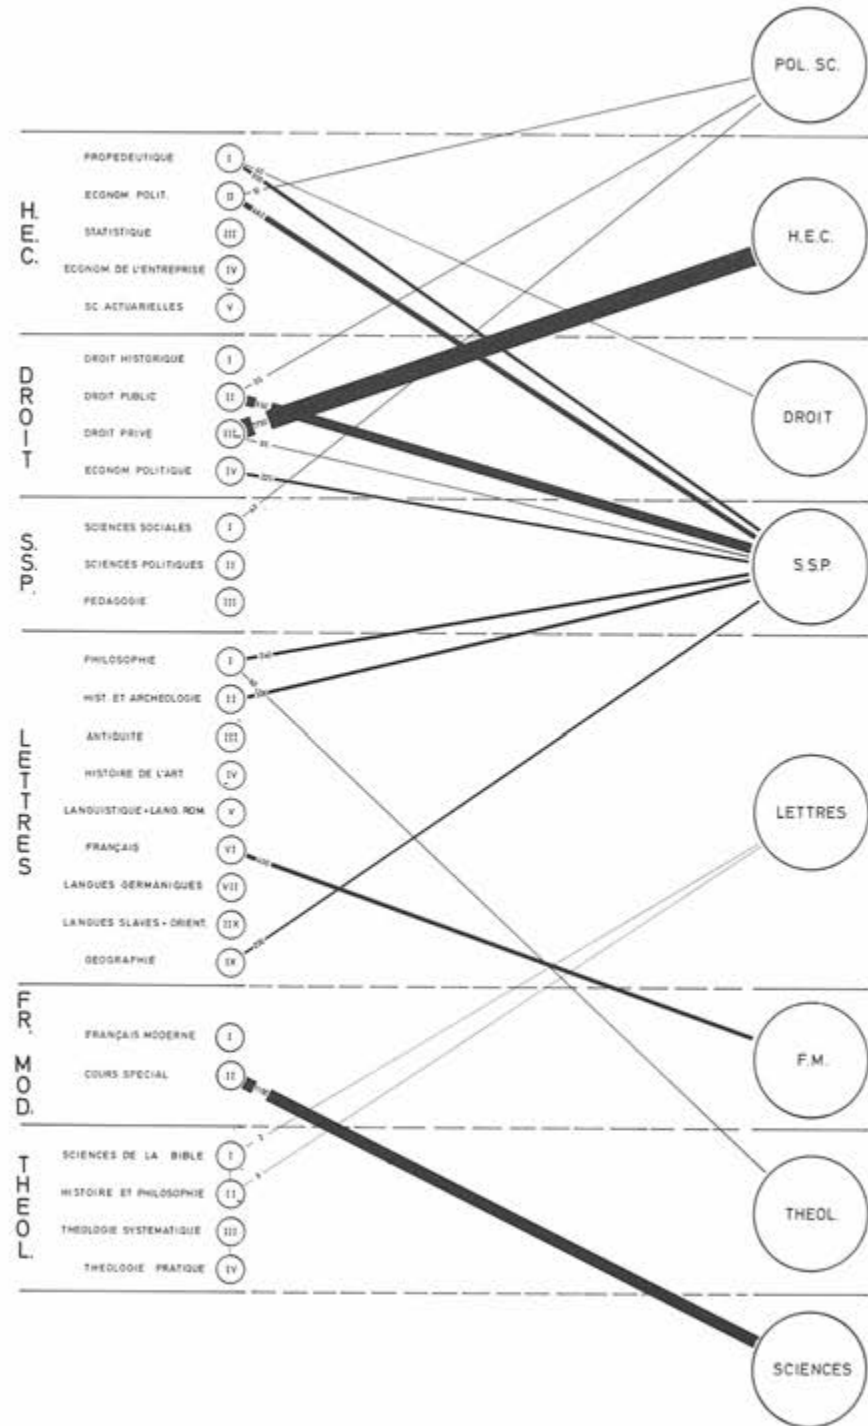 POL. SC.
H.E.C.
PROPEDEUTIQUE I
ECONOM. POLIT. II
STATISTIQUE III
ECONOM. DE L'ENTREPRISE IV
SC. ACTUARIELLES V
H.E.C.
DROIT
DROIT HISTORIQUE I
DROIT PUBLIC II
DROIT PRIVE III
ECONOM POLITIQUE IV
DROIT
S.S.P.
SCIENCES SOCIALES I
SCIENCES POLITIQUES II
PEDAGOGIE III
S.S.P.
LETTRES
PHILOSOPHIE I
HIST. ET ARCHEOLOGIE II
ANTIQUITE III
HISTOIRE DE L'ART IV
LANGUISTIQUE + LANG. ROM. V
FRANÇAIS VI
LANGUES GERMANIQUES VII
LANGUES SLAVES + ORIENT. IIX
GEOGRAPHIE IX
LETTRES
FR. MOD.
FRANÇAIS MODERNE I
COURS SPECIAL II
F.M.
THEOL.
SCIENCES DE LA BIBLE I
HISTOIRE ET PHILOSOPHIE II
THEOLOGIE SYSTEMATIQUE III
THEOLOGIE PRATIQUE IV
THEOL.
SCIENCES